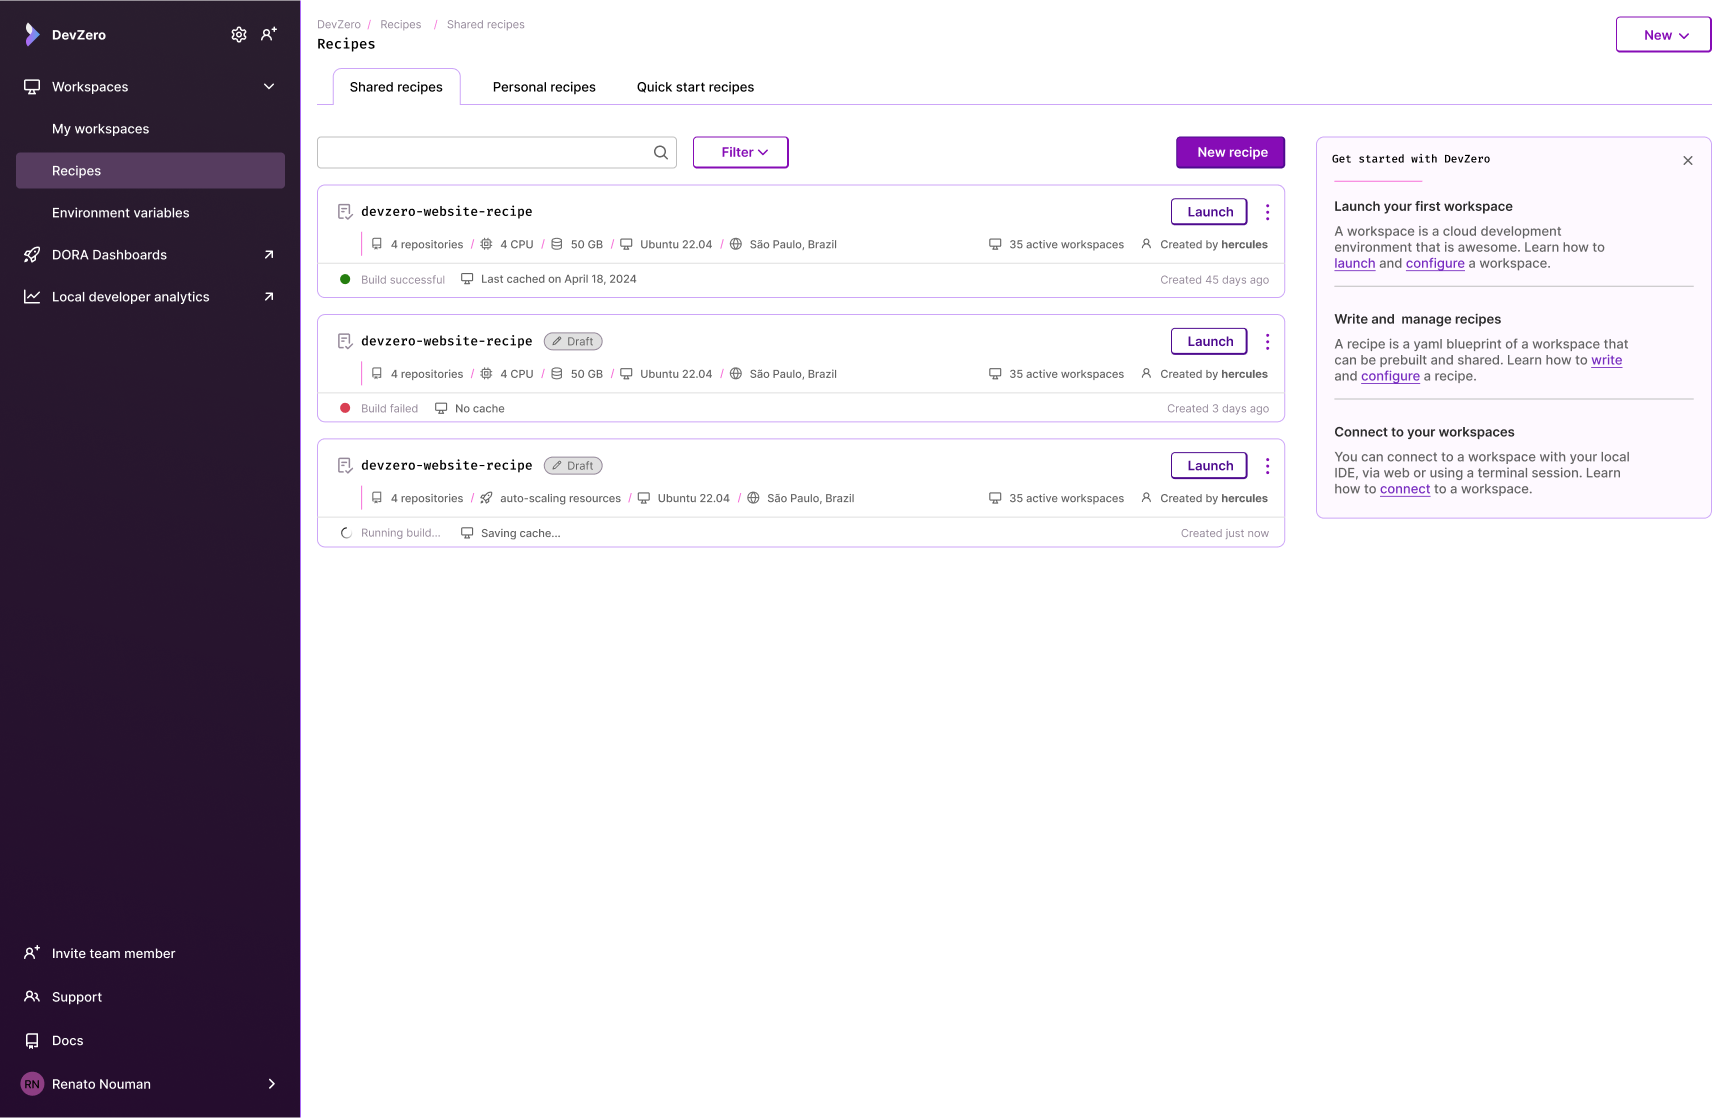 DevZero
Workspaces
My workspaces
Recipes
Environment variables
DORA Dashboards
Local developer analytics
Invite team member
Support
Docs
RN Renato Nouman
DevZero / Recipes / Shared recipes
Recipes
New
Shared recipes Personal recipes Quick start recipes
Filter New recipe
devzero-website-recipe Launch
4 repositories / 4 CPU / 50 GB / Ubuntu 22.04 / São Paulo, Brazil 35 active workspaces Created by hercules
Build successful Last cached on April 18, 2024 Created 45 days ago
devzero-website-recipe Draft Launch
4 repositories / 4 CPU / 50 GB / Ubuntu 22.04 / São Paulo, Brazil 35 active workspaces Created by hercules
Build failed No cache Created 3 days ago
devzero-website-recipe Draft Launch
4 repositories / auto-scaling resources / Ubuntu 22.04 / São Paulo, Brazil 35 active workspaces Created by hercules
Running build... Saving cache... Created just now
Get started with DevZero
Launch your first workspace
A workspace is a cloud development
environment that is awesome. Learn how to
launch and configure a workspace.
Write and  manage recipes
A recipe is a yaml blueprint of a workspace that
can be prebuilt and shared. Learn how to write
and configure a recipe.
Connect to your workspaces
You can connect to a workspace with your local
IDE, via web or using a terminal session. Learn
how to connect to a workspace.